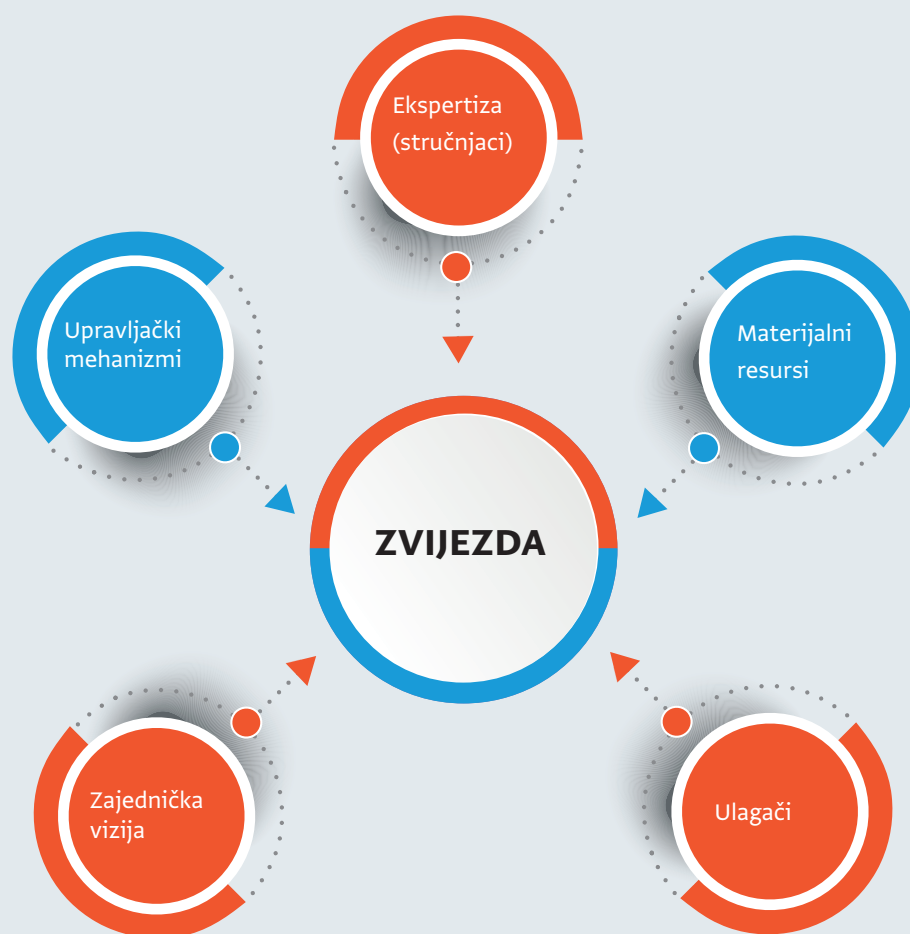 Ekspertiza
(stručnjaci)
Upravljački
mehanizmi
Materijalni
resursi
ZVIJEZDA
Zajednička
vizija
Ulagači